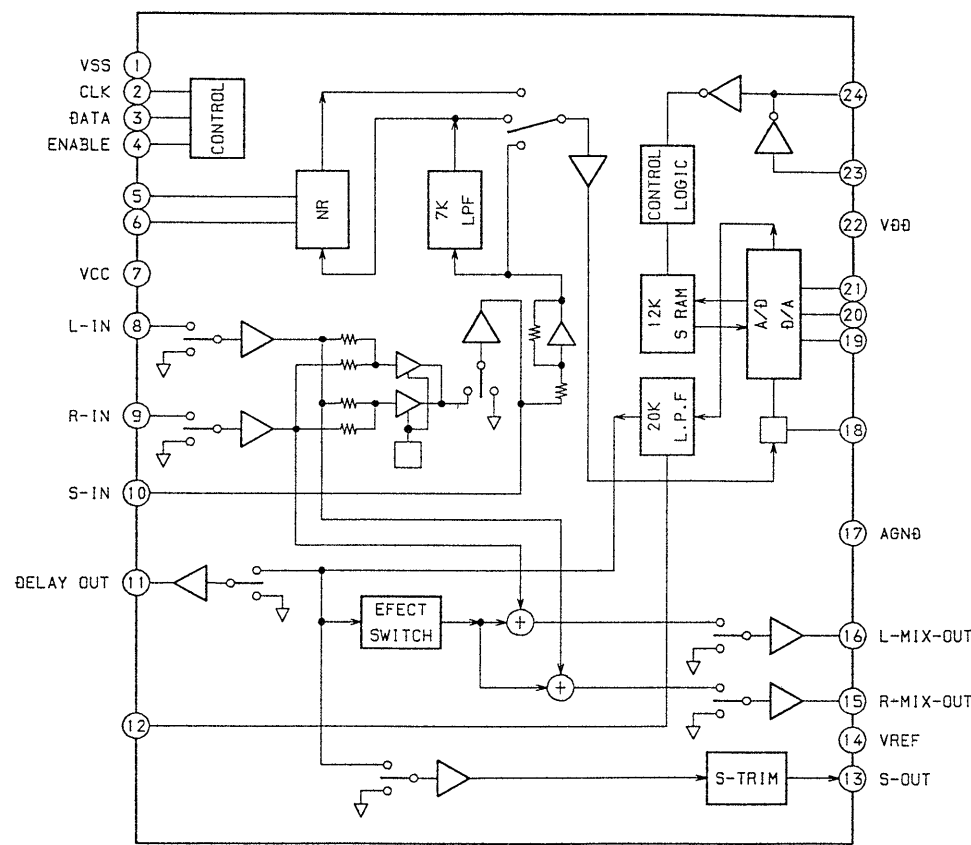 VSS 1
CLK 2
DATA 3
ENABLE 4
CONTROL
5
6
NR
7K
LPF
CONTROL
LOGIC
24
23
22 VDD
VCC 7
L-IN 8
12K
S RAM
A/D
D/A
21
20
19
R-IN 9
20K
L.P.F
18
S-IN 10
17 AGND
DELAY OUT 11
EFECT
SWITCH
+
16 L-MIX-OUT
+
15 R-MIX-OUT
12
14 VREF
S-TRIM
13 S-OUT